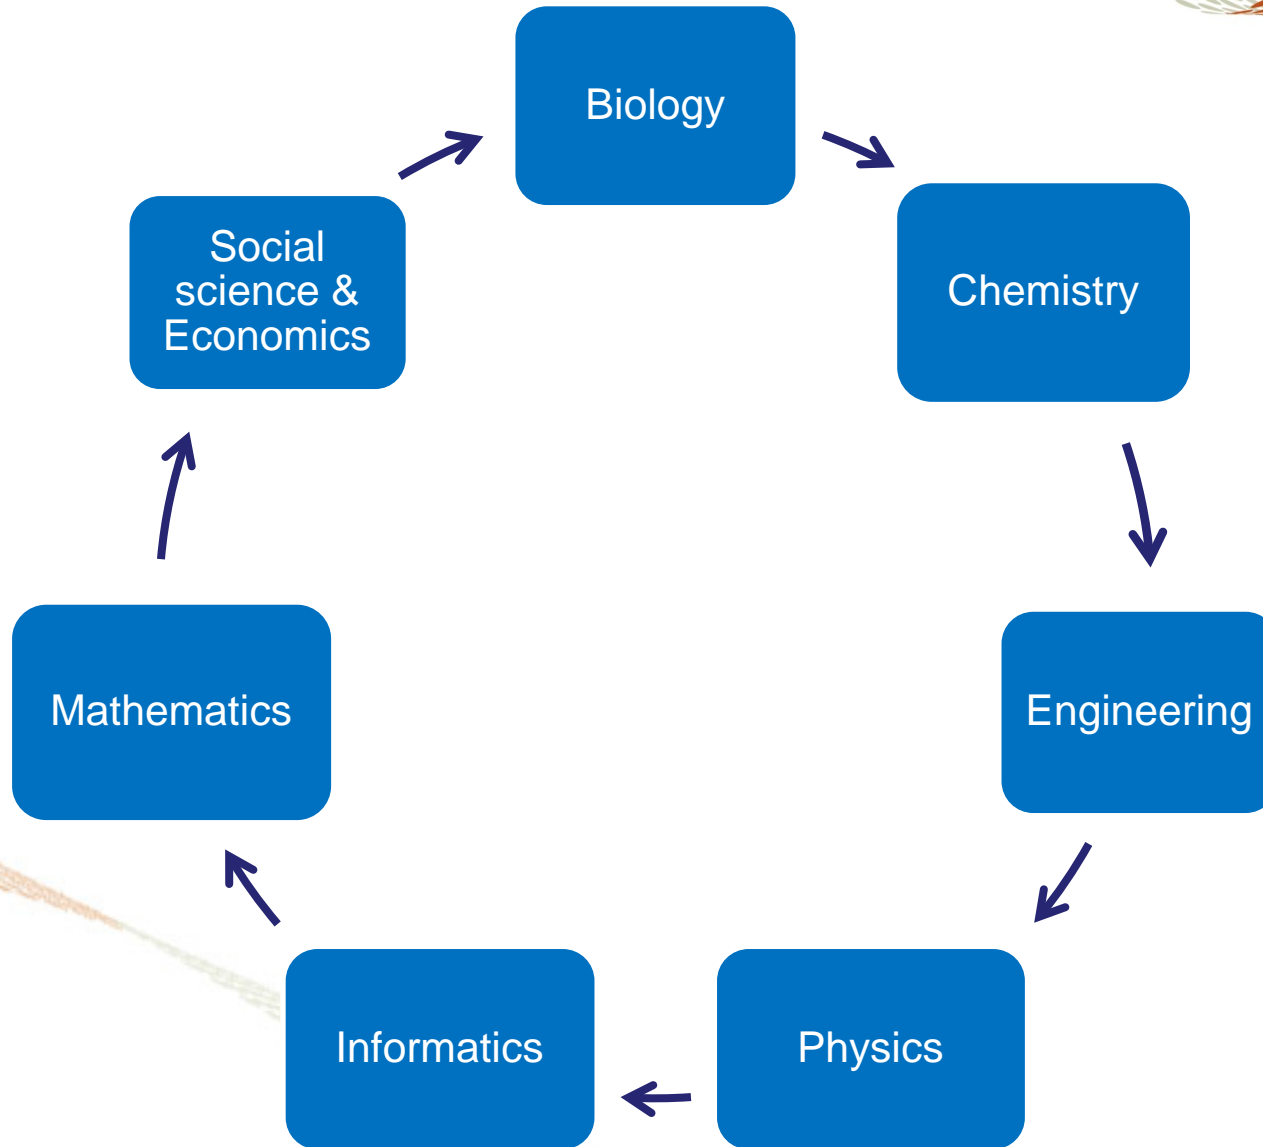 Biology
Chemistry
Engineering
Physics
Informatics
Mathematics
Social
science &
Economics